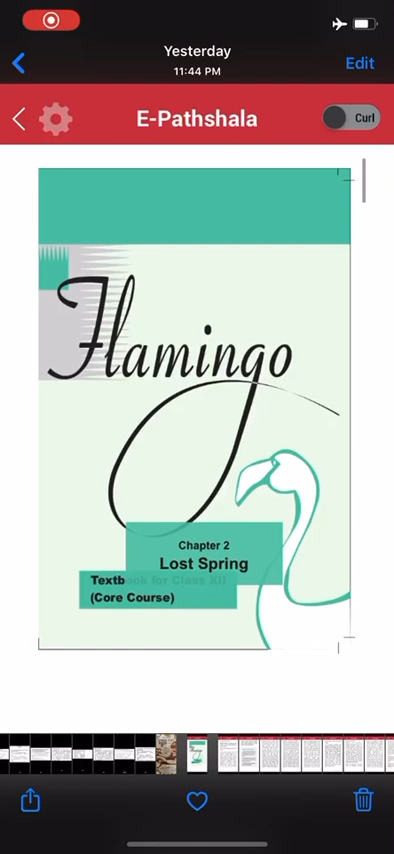 Yesterday
11:44 PM
Edit
E-Pathshala
Curl
Flamingo
Chapter 2
Lost Spring
Textbook for Class XII
(Core Course)